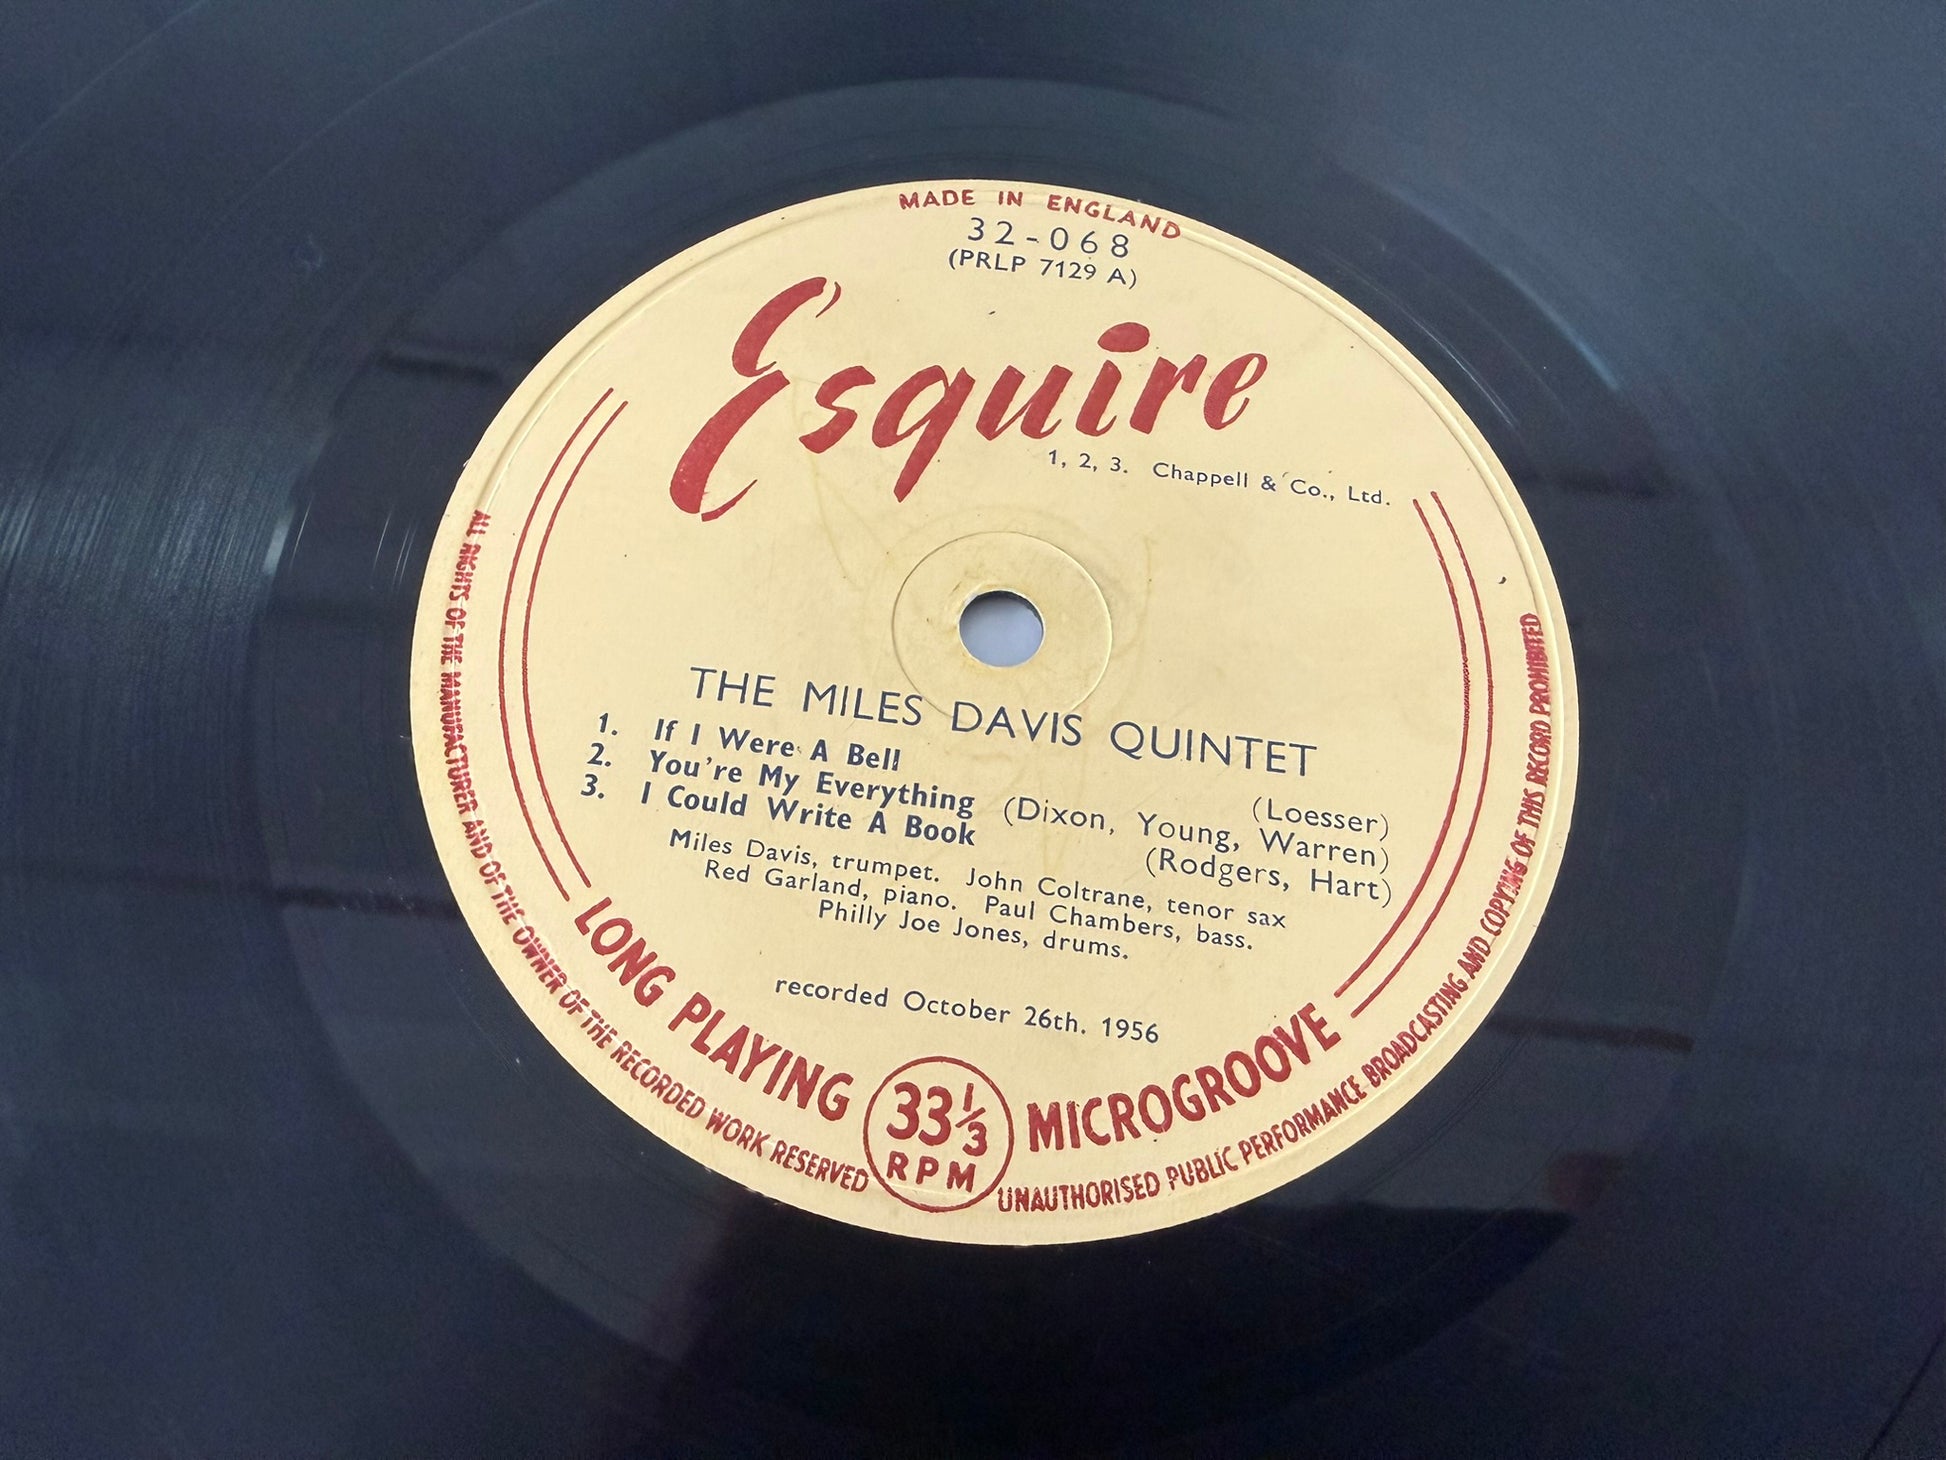 MADE IN ENGLAND
32-068
(PRLP 7129 A)
Esquire
1, 2, 3. Chappell & Co., Ltd.
THE MILES DAVIS QUINTET
1. If I Were A Bell (Loesser)
2. You're My Everything (Dixon, Young, Warren)
3. I Could Write A Book (Rodgers, Hart)
Miles Davis, trumpet. John Coltrane, tenor sax
Red Garland, piano. Paul Chambers, bass.
Philly Joe Jones, drums.
recorded October 26th. 1956
LONG PLAYING 33 1/3 RPM MICROGROOVE
ALL RIGHTS OF THE MANUFACTURER AND OF THE OWNER OF THE RECORDED WORK RESERVED
UNAUTHORISED PUBLIC PERFORMANCE BROADCASTING AND COPYING OF THIS RECORD PROHIBITED